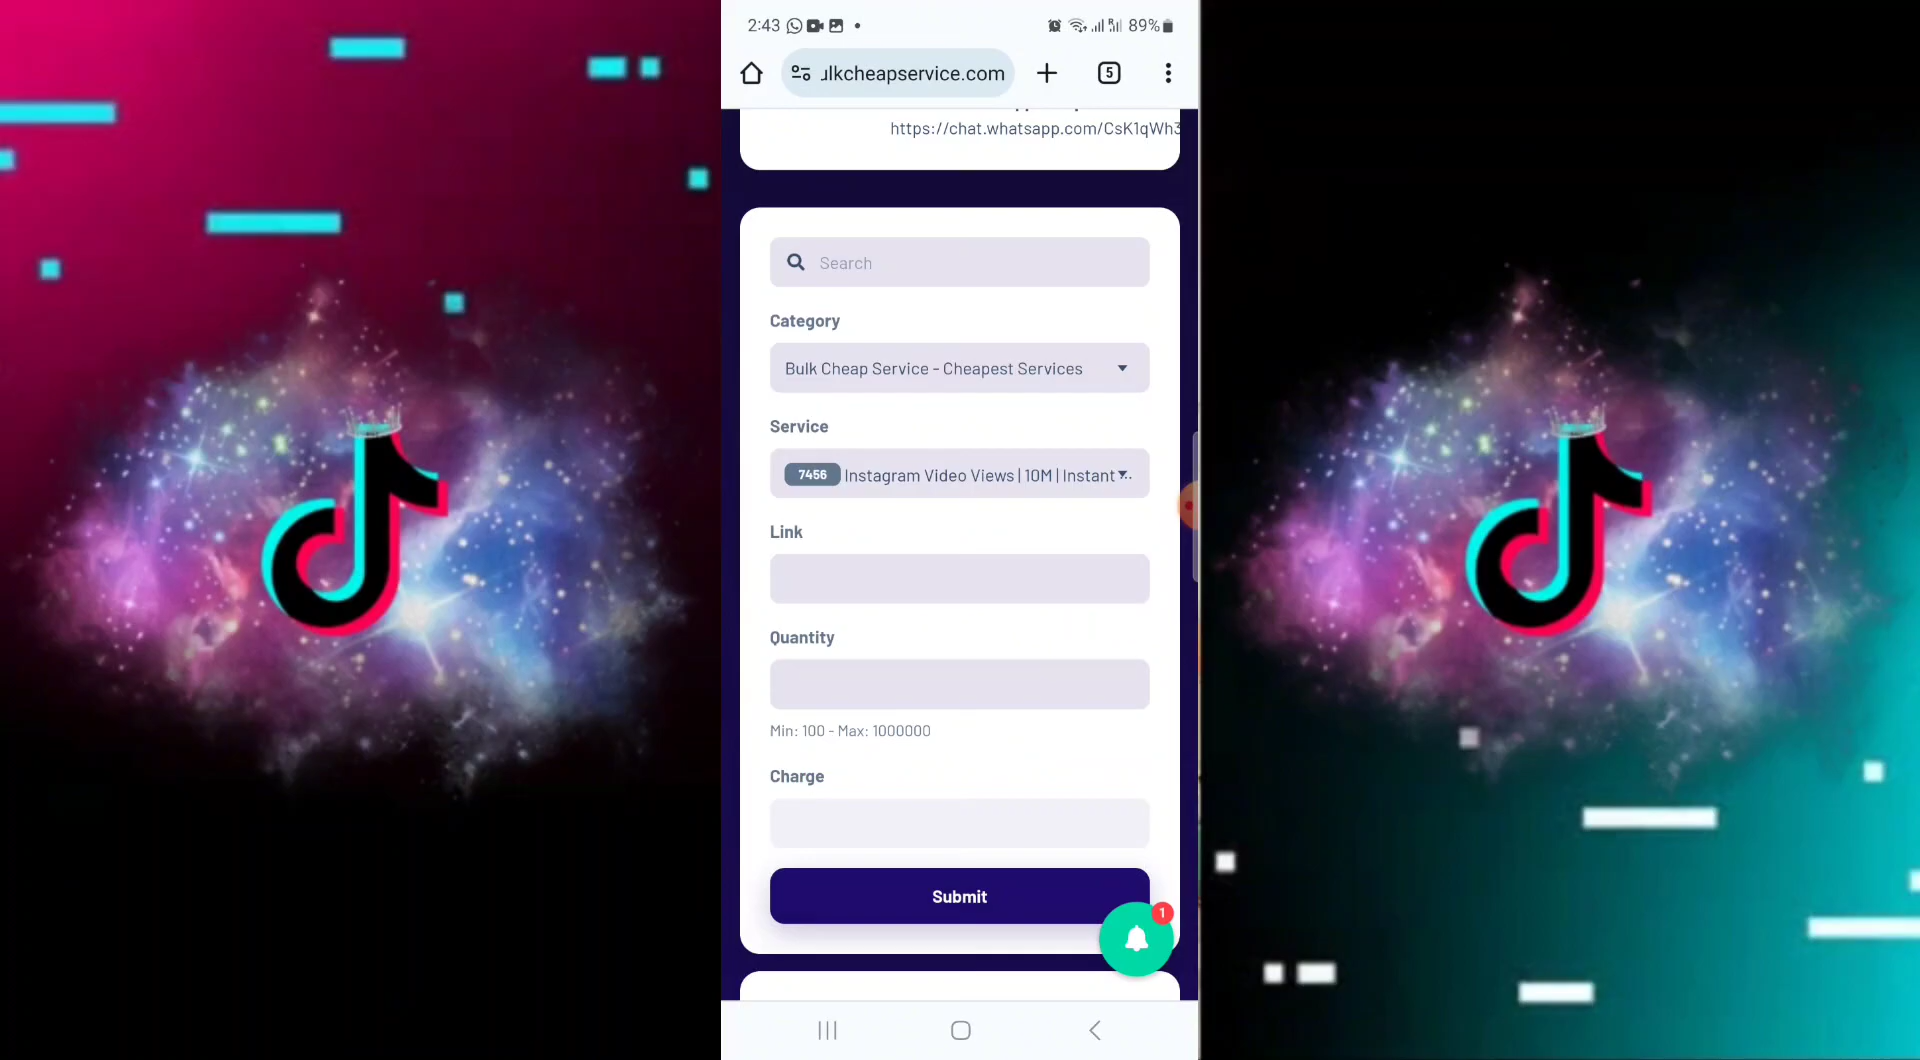 2:43
89%
ulkcheapservice.com
5
https://chat.whatsapp.com/CsK1qWh3
Search
Category
Bulk Cheap Service - Cheapest Services
Service
7456 Instagram Video Views | 10M | Instant ..
Link
Quantity
Min: 100 - Max: 1000000
Charge
Submit
1